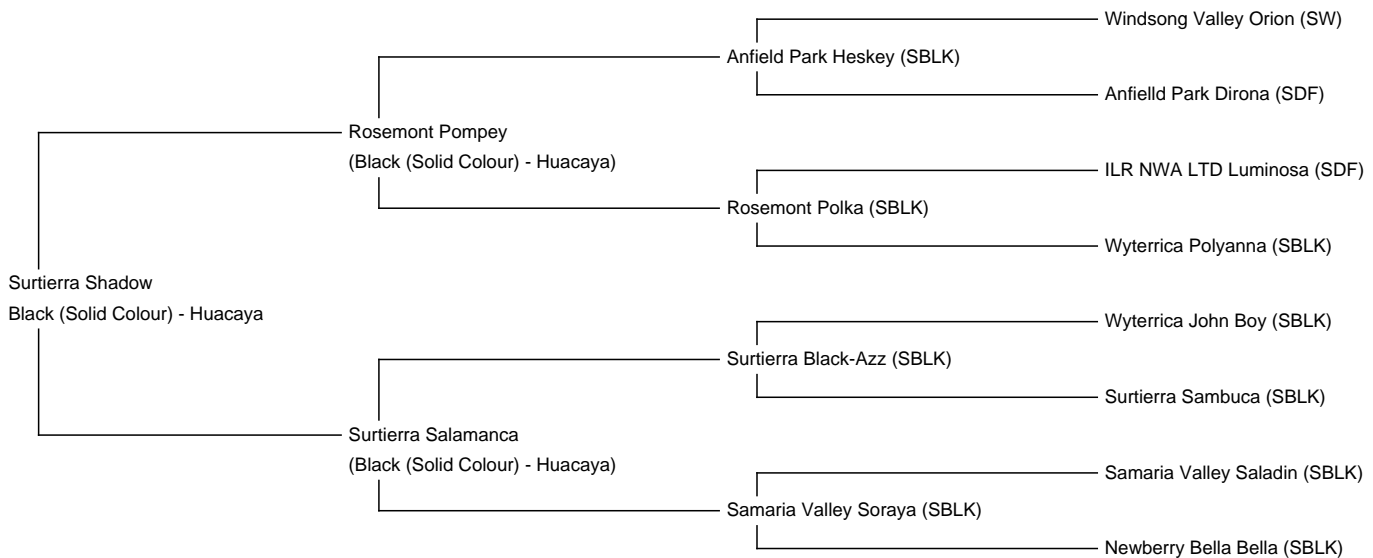 Windsong Valley Orion (SW)
Anfield Park Heskey (SBLK)
Anfielld Park Dirona (SDF)
Rosemont Pompey
(Black (Solid Colour) - Huacaya)
ILR NWA LTD Luminosa (SDF)
Rosemont Polka (SBLK)
Wyterrica Polyanna (SBLK)
Surtierra Shadow
Black (Solid Colour) - Huacaya
Wyterrica John Boy (SBLK)
Surtierra Black-Azz (SBLK)
Surtierra Sambuca (SBLK)
Surtierra Salamanca
(Black (Solid Colour) - Huacaya)
Samaria Valley Saladin (SBLK)
Samaria Valley Soraya (SBLK)
Newberry Bella Bella (SBLK)